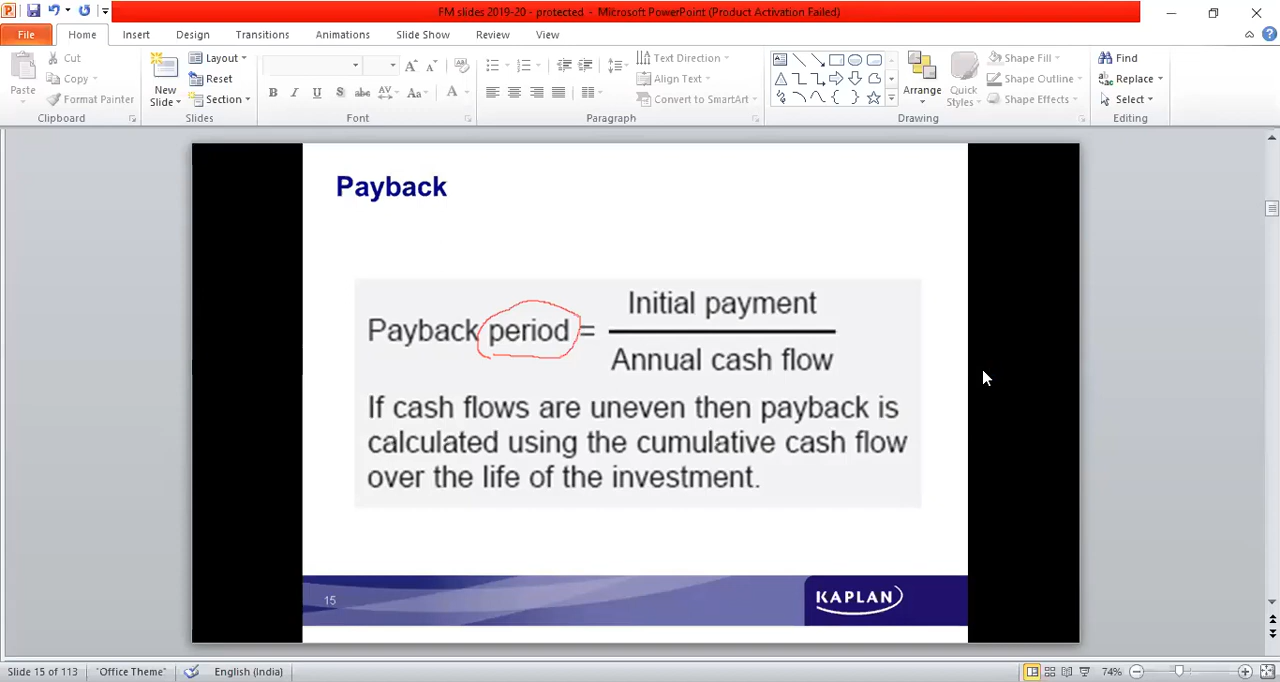 FM slides 2019-20 - protected - Microsoft PowerPoint (Product Activation Failed)
File Home Insert Design Transitions Animations Slide Show Review View
Paste
Cut
Copy
Format Painter
Clipboard
New Slide
Layout
Reset
Section
Slides
B I U S abc AV Aa A
Font
Text Direction
Align Text
Convert to SmartArt
Paragraph
Arrange
Quick Styles
Shape Fill
Shape Outline
Shape Effects
Drawing
Find
Replace
Select
Editing
Payback
Payback period = Initial payment
Annual cash flow
If cash flows are uneven then payback is
calculated using the cumulative cash flow
over the life of the investment.
15
KAPLAN
Slide 15 of 113 "Office Theme" English (India) 74%